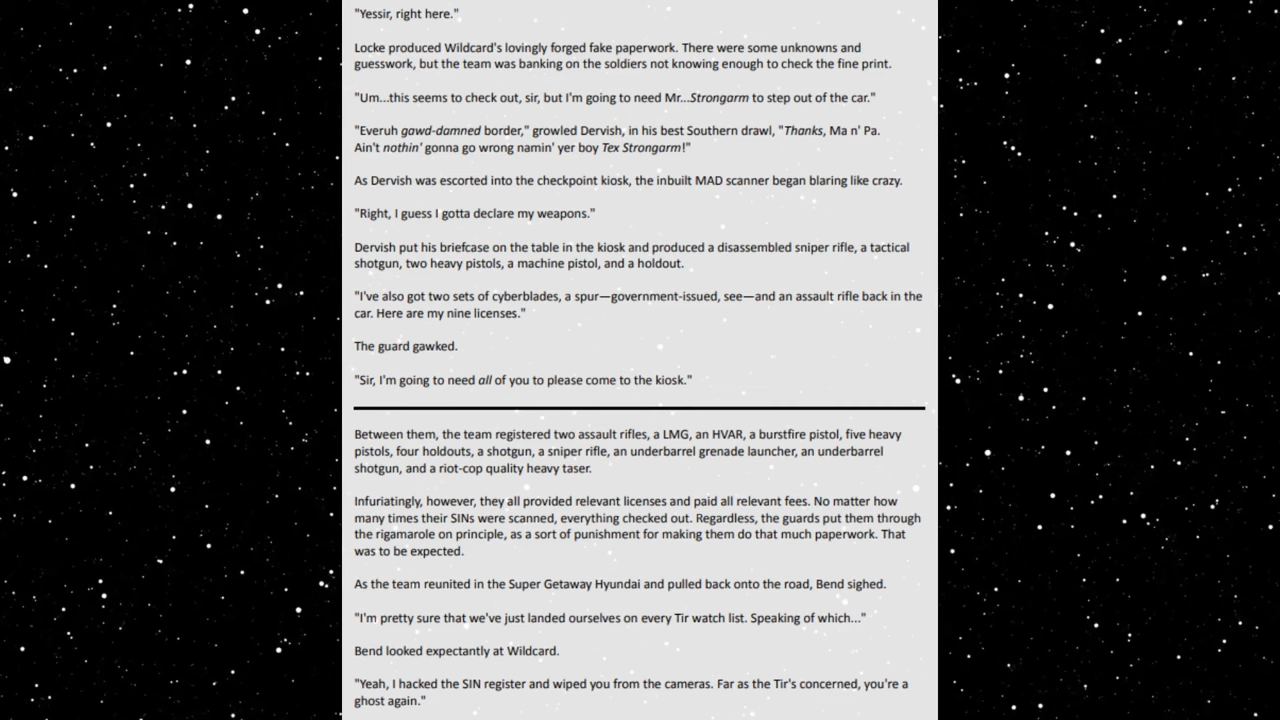 "Yessir, right here."
Locke produced Wildcard's lovingly forged fake paperwork. There were some unknowns and
guesswork, but the team was banking on the soldiers not knowing enough to check the fine print.
"Um...this seems to check out, sir, but I'm going to need Mr...Strongarm to step out of the car."
"Everuh gawd-damned border," growled Dervish, in his best Southern drawl, "Thanks, Ma n' Pa.
Ain't nothin' gonna go wrong namin' yer boy Tex Strongarm!"
As Dervish was escorted into the checkpoint kiosk, the inbuilt MAD scanner began blaring like crazy.
"Right, I guess I gotta declare my weapons."
Dervish put his briefcase on the table in the kiosk and produced a disassembled sniper rifle, a tactical
shotgun, two heavy pistols, a machine pistol, and a holdout.
"I've also got two sets of cyberblades, a spur—government-issued, see—and an assault rifle back in the
car. Here are my nine licenses."
The guard gawked.
"Sir, I'm going to need all of you to please come to the kiosk."
Between them, the team registered two assault rifles, a LMG, an HVAR, a burstfire pistol, five heavy
pistols, four holdouts, a shotgun, a sniper rifle, an underbarrel grenade launcher, an underbarrel
shotgun, and a riot-cop quality heavy taser.
Infuriatingly, however, they all provided relevant licenses and paid all relevant fees. No matter how
many times their SINs were scanned, everything checked out. Regardless, the guards put them through
the rigamarole on principle, as a sort of punishment for making them do that much paperwork. That
was to be expected.
As the team reunited in the Super Getaway Hyundai and pulled back onto the road, Bend sighed.
"I'm pretty sure that we've just landed ourselves on every Tir watch list. Speaking of which..."
Bend looked expectantly at Wildcard.
"Yeah, I hacked the SIN register and wiped you from the cameras. Far as the Tir's concerned, you're a
ghost again."